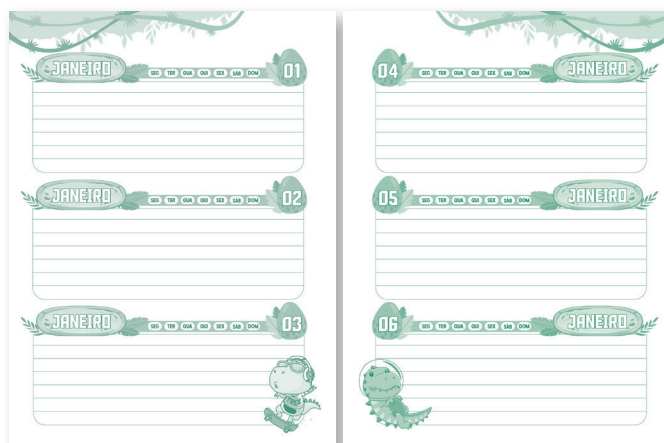 JANEIRO SEG TER QUA QUI SEX SÁB DOM 01
JANEIRO SEG TER QUA QUI SEX SÁB DOM 02
JANEIRO SEG TER QUA QUI SEX SÁB DOM 03
04 SEG TER QUA QUI SEX SÁB DOM JANEIRO
05 SEG TER QUA QUI SEX SÁB DOM JANEIRO
06 SEG TER QUA QUI SEX SÁB DOM JANEIRO